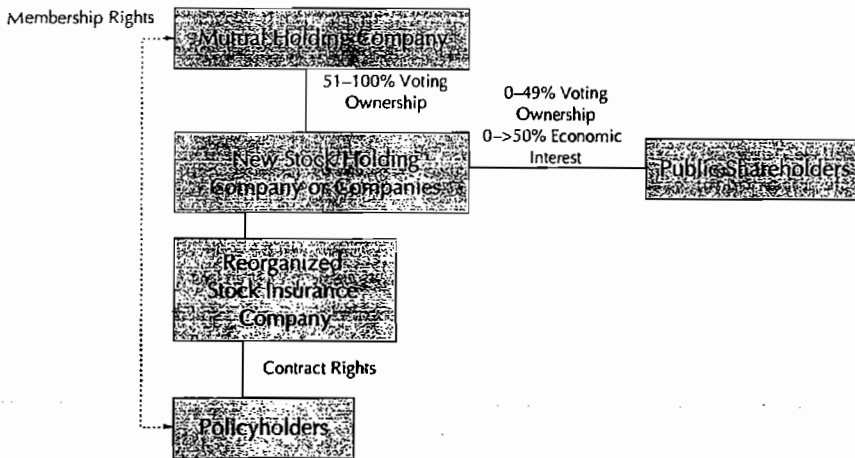 Membership Rights
Mutual Holding Company
51–100% Voting
Ownership
0–49% Voting
Ownership
0–>50% Economic
Interest
New Stock Holding
Company or Companies
Public Shareholders
Reorganized
Stock Insurance
Company
Contract Rights
Policyholders